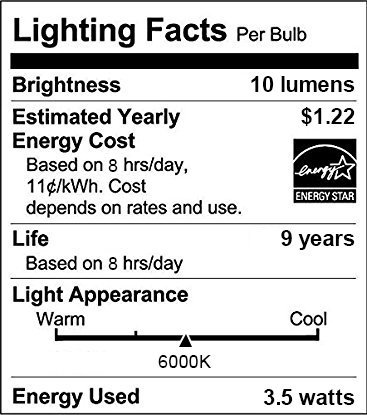 Lighting Facts Per Bulb
Brightness 10 lumens
Estimated Yearly $1.22
Energy Cost
Based on 8 hrs/day,
11¢/kWh. Cost
depends on rates and use.
energy
ENERGY STAR
Life 9 years
Based on 8 hrs/day
Light Appearance
Warm Cool
6000K
Energy Used 3.5 watts